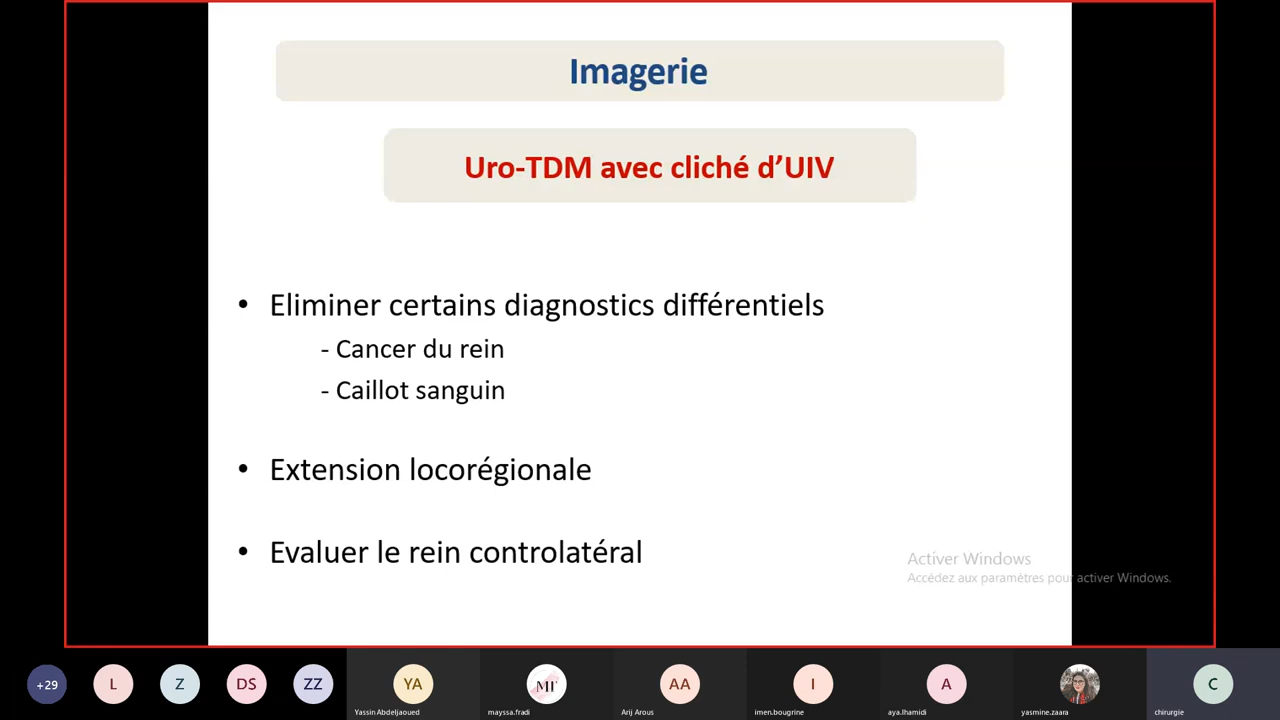 Imagerie
Uro-TDM avec cliché d’UIV
• Eliminer certains diagnostics différentiels
- Cancer du rein
- Caillot sanguin
• Extension locorégionale
• Evaluer le rein controlatéral
Activer Windows
Accédez aux paramètres pour activer Windows.
+29
L
Z
DS
ZZ
YA
MF
AA
I
A
C
Yassin Abdeljaoued
mayssa.fradi
Arij Arous
imen.bougrine
aya.lhamidi
yasmine.zaara
chirurgie